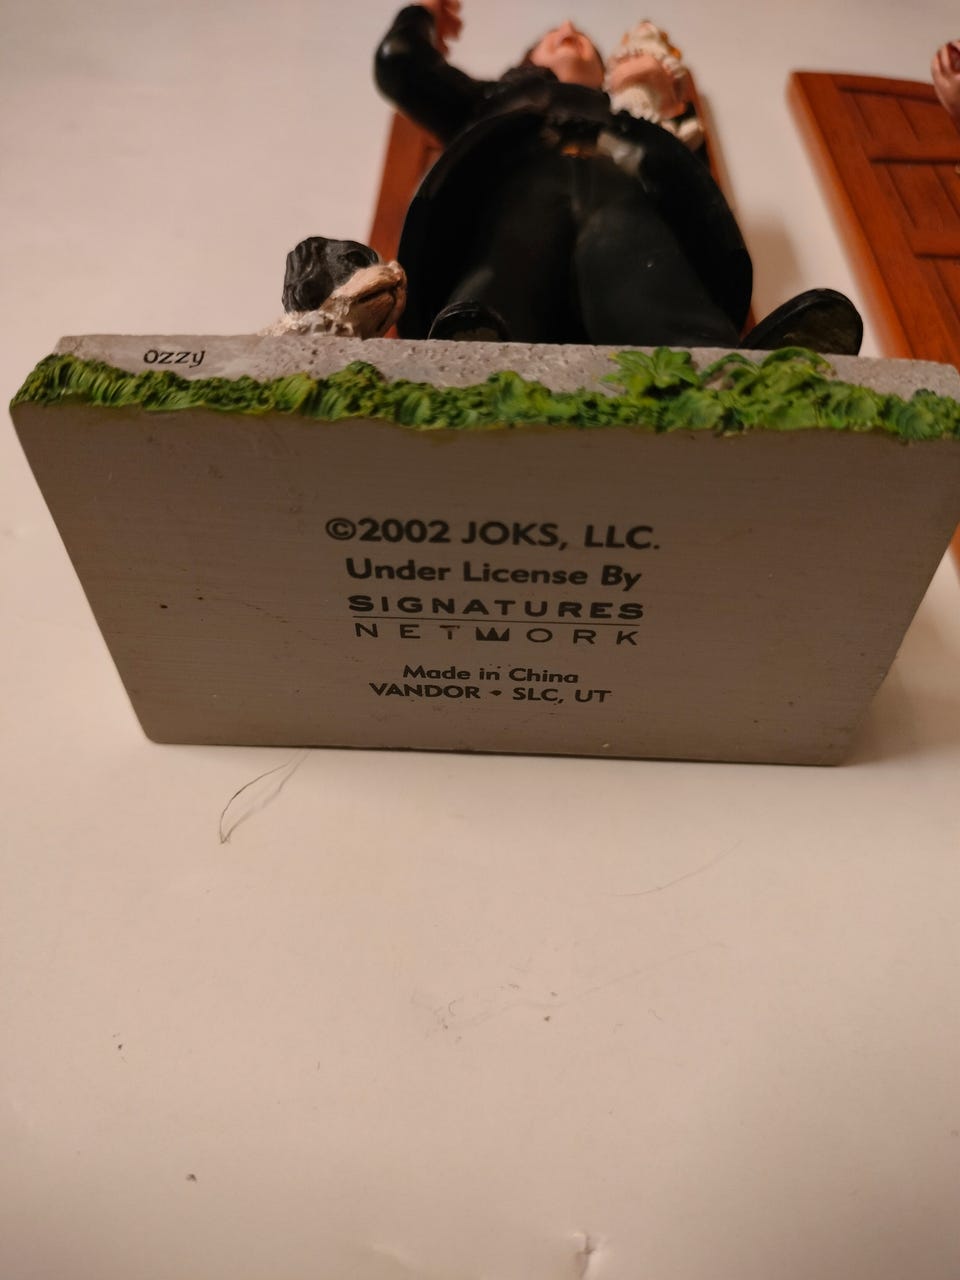 OZZY
©2002 JOKS, LLC.
Under License By
SIGNATURES
NETWORK
Made in China
VANDOR • SLC, UT